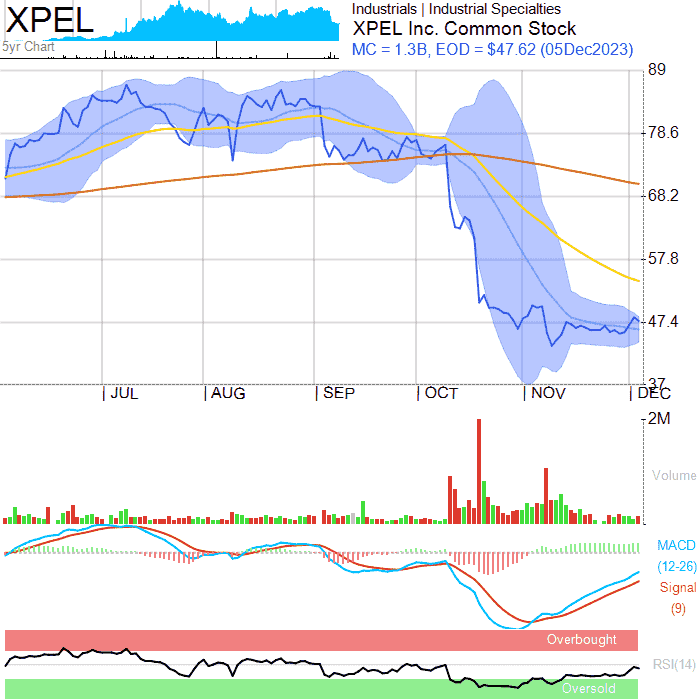 XPEL
5yr Chart
Industrials | Industrial Specialties
XPEL Inc. Common Stock
MC = 1.3B, EOD = $47.62 (05Dec2023)
89
78.6
68.2
57.8
47.4
37
| JUL | AUG | SEP | OCT | NOV | DEC
2M
Volume
MACD
(12-26)
Signal
(9)
Overbought
RSI(14)
Oversold